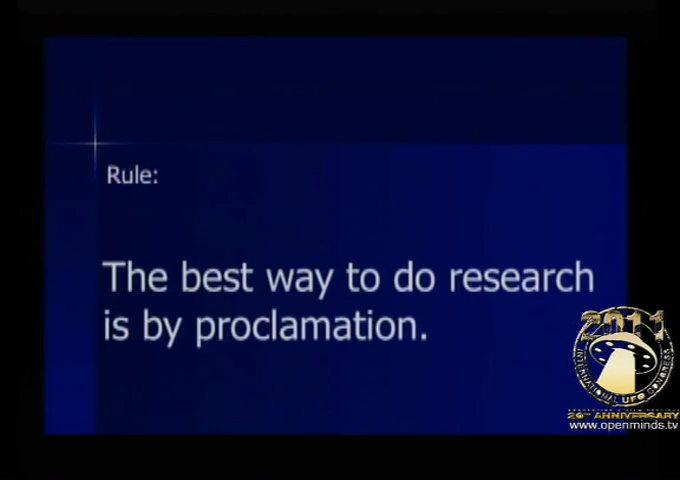 Rule:
The best way to do research
is by proclamation.
2011
INTERNATIONAL UFO CONGRESS
20TH ANNIVERSARY
www.openminds.tv